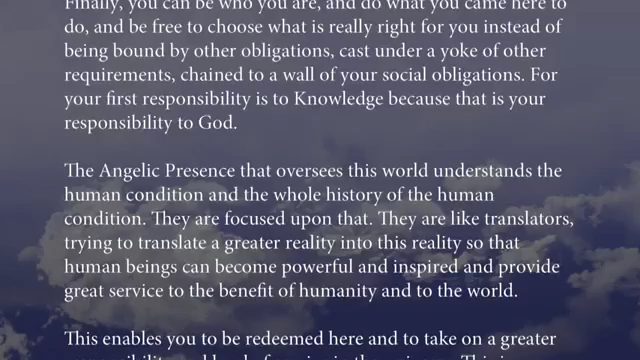 Finally, you can be who you are, and do what you came here to
do, and be free to choose what is really right for you instead of
being bound by other obligations, cast under a yoke of other
requirements, chained to a wall of your social obligations. For
your first responsibility is to Knowledge because that is your
responsibility to God.
The Angelic Presence that oversees this world understands the
human condition and the whole history of the human
condition. They are focused upon that. They are like translators,
trying to translate a greater reality into this reality so that
human beings can become powerful and inspired and provide
great service to the benefit of humanity and to the world.
This enables you to be redeemed here and to take on a greater